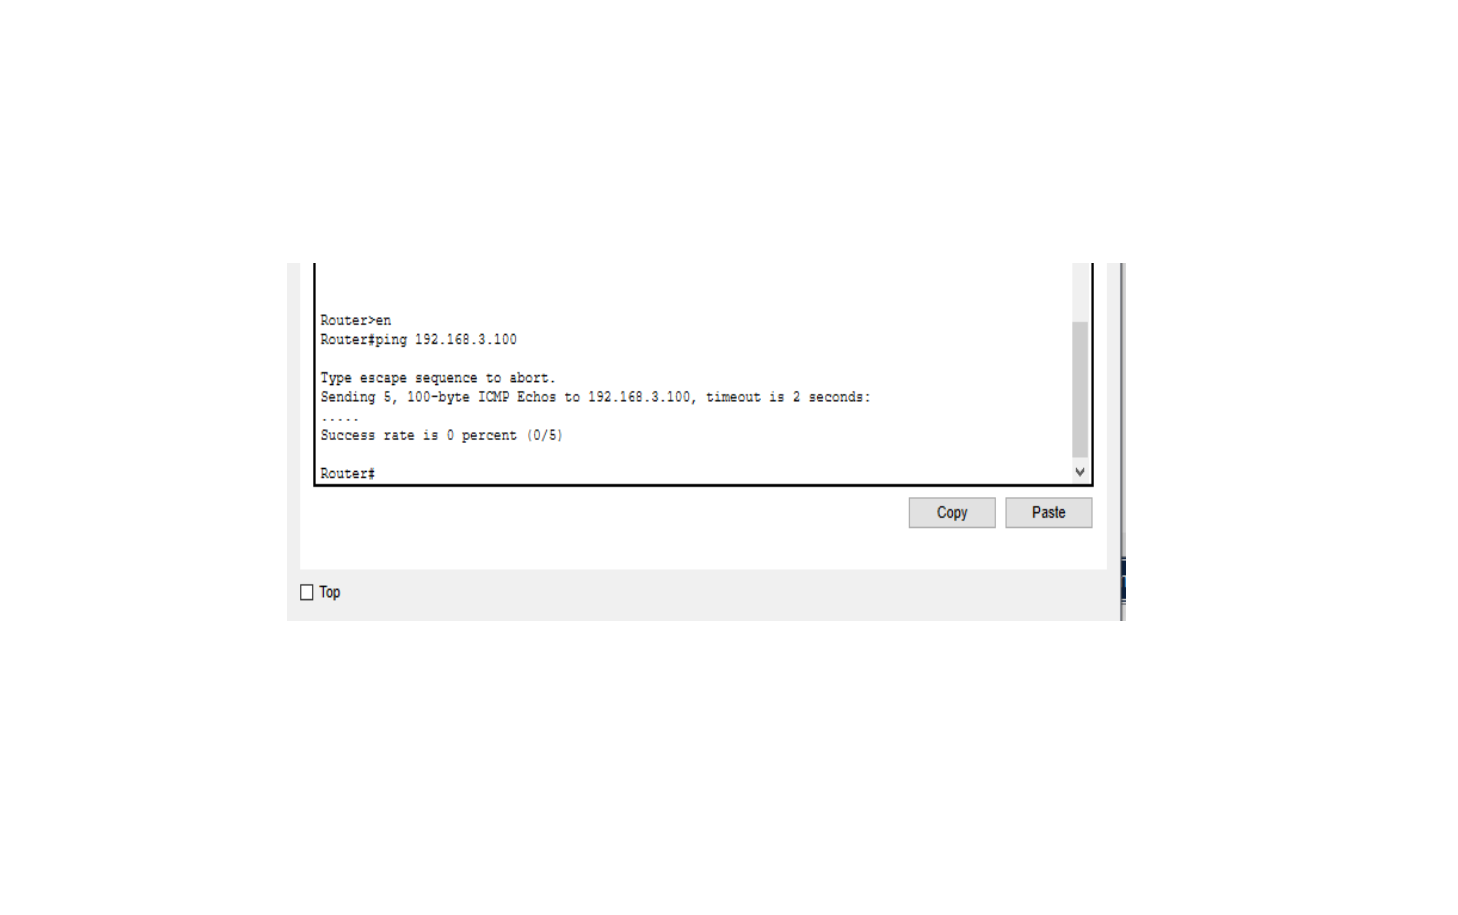 Router>en
Router#ping 192.168.3.100
Type escape sequence to abort.
Sending 5, 100-byte ICMP Echos to 192.168.3.100, timeout is 2 seconds:
.....
Success rate is 0 percent (0/5)
Router#
Copy Paste
Top